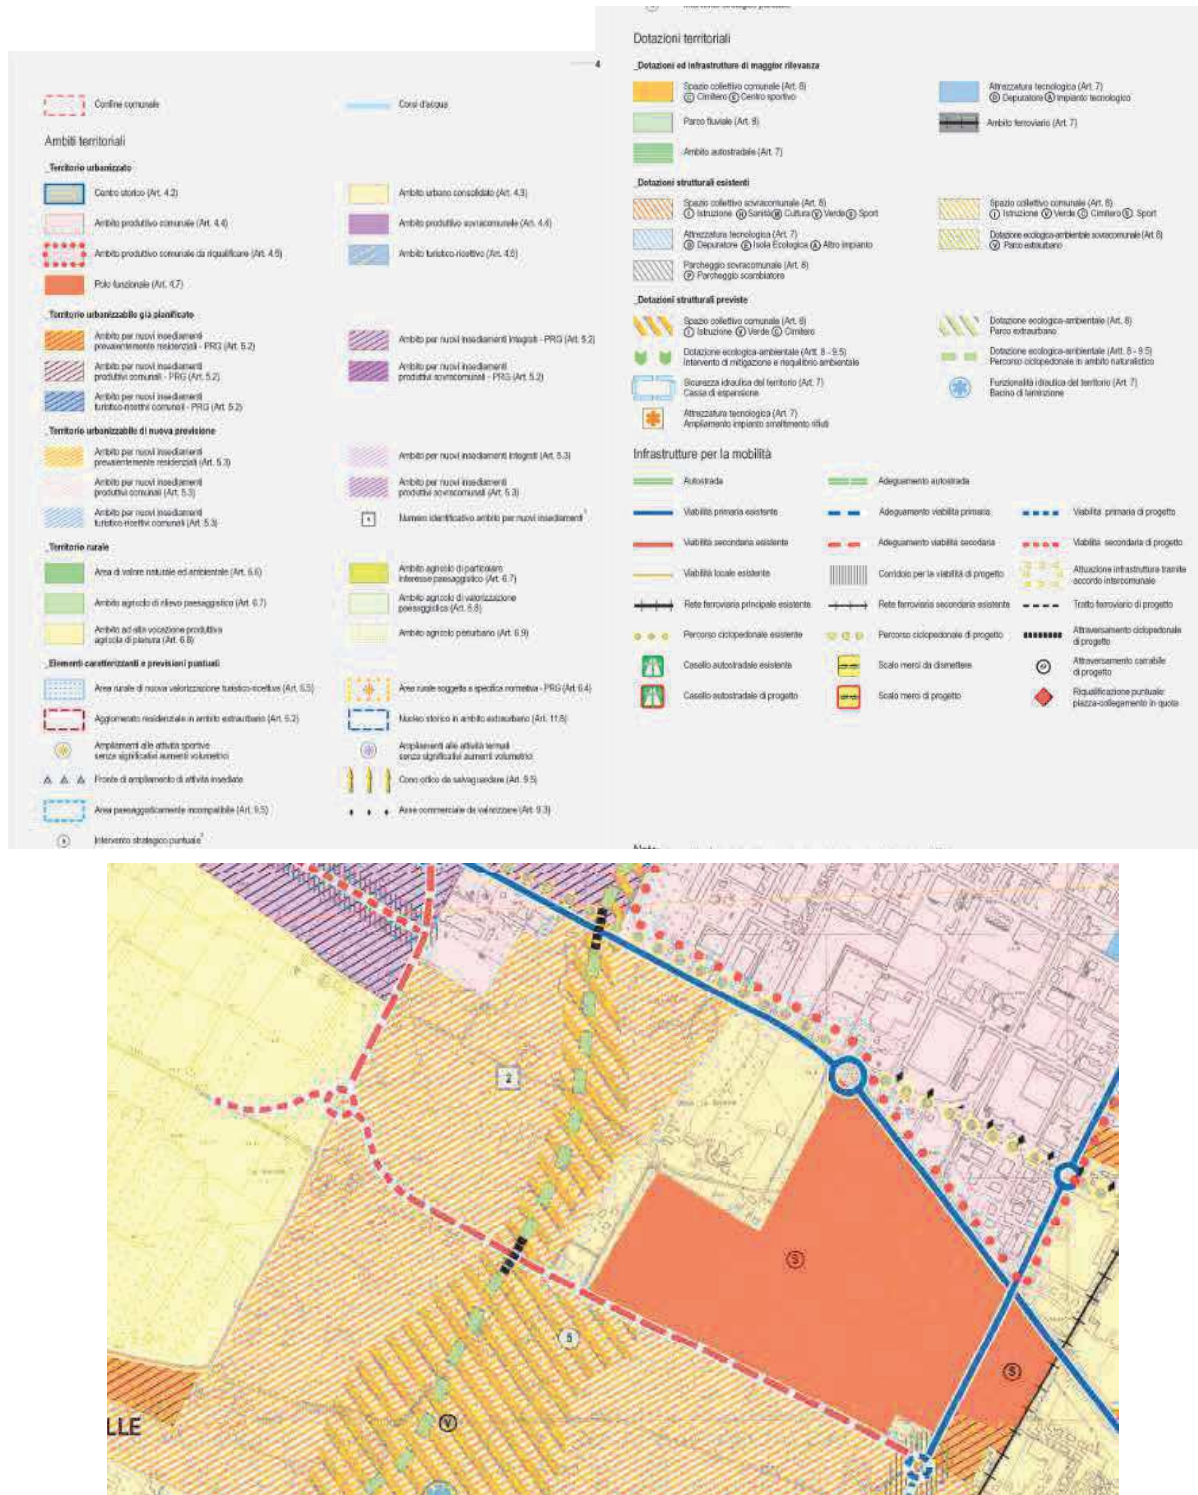 4
Confine comunale
Corsi d'acqua
Ambiti territoriali
_Territorio urbanizzato
Centro storico (Art. 4.2)
Ambito urbano consolidato (Art. 4.3)
Ambito produttivo comunale (Art. 4.4)
Ambito produttivo sovracomunale (Art. 4.4)
Ambito produttivo comunale da riqualificare (Art. 4.5)
Ambito turistico-ricettivo (Art. 4.6)
Polo funzionale (Art. 4.7)
_Territorio urbanizzabile già pianificato
Ambito per nuovi insediamenti
prevalentemente residenziali - PRG (Art. 5.2)
Ambito per nuovi insediamenti integrati - PRG (Art. 5.2)
Ambito per nuovi insediamenti
produttivi comunali - PRG (Art. 5.2)
Ambito per nuovi insediamenti
produttivi sovracomunali - PRG (Art. 5.2)
Ambito per nuovi insediamenti
turistico-ricettivi comunali - PRG (Art. 5.2)
_Territorio urbanizzabile di nuova previsione
Ambito per nuovi insediamenti
prevalentemente residenziali (Art. 5.3)
Ambito per nuovi insediamenti integrati (Art. 5.3)
Ambito per nuovi insediamenti
produttivi comunali (Art. 5.3)
Ambito per nuovi insediamenti
produttivi sovracomunali (Art. 5.3)
Ambito per nuovi insediamenti
turistico-ricettivi comunali (Art. 5.3)
Numero identificativo ambito per nuovi insediamenti
_Territorio rurale
Area di valore naturale ed ambientale (Art. 6.6)
Ambito agricolo di particolare
interesse paesaggistico (Art. 6.7)
Ambito agricolo di rilievo paesaggistico (Art. 6.7)
Ambito agricolo di valorizzazione
paesaggistica (Art. 6.8)
Ambito ad alta vocazione produttiva
agricola di pianura (Art. 6.8)
Ambito agricolo periurbano (Art. 6.9)
_Elementi caratterizzanti e previsioni puntuali
Area rurale di nuova valorizzazione turistico-ricettiva (Art. 5.5)
Area rurale soggetta a specifica normativa - PRG (Art. 6.4)
Agglomerato residenziale in ambito extraurbano (Art. 6.2)
Nucleo storico in ambito extraurbano (Art. 11.8)
Ampliamenti alle attività sportive
senza significativi aumenti volumetrici
Ampliamenti alle attività termali
senza significativi aumenti volumetrici
Fronte di ampliamento di attività insediate
Cono ottico da salvaguardare (Art. 9.5)
Area paesaggisticamente incompatibile (Art. 9.5)
Asse commerciale da valorizzare (Art. 9.3)
Intervento strategico puntuale
Dotazioni territoriali
_Dotazioni ed infrastrutture di maggior rilevanza
Spazio collettivo comunale (Art. 8)
C Cimitero S Centro sportivo
Attrezzatura tecnologica (Art. 7)
D Depuratore A Impianto tecnologico
Parco fluviale (Art. 8)
Ambito ferroviario (Art. 7)
Ambito autostradale (Art. 7)
_Dotazioni strutturali esistenti
Spazio collettivo sovracomunale (Art. 8)
I Istruzione H Sanità M Cultura V Verde S Sport
Spazio collettivo comunale (Art. 8)
I Istruzione V Verde C Cimitero S Sport
Attrezzatura tecnologica (Art. 7)
D Depuratore E Isola Ecologica A Altro impianto
Dotazione ecologica-ambientale sovracomunale (Art. 8)
V Parco extraurbano
Parcheggio sovracomunale (Art. 8)
P Parcheggio scambiatore
_Dotazioni strutturali previste
Spazio collettivo comunale (Art. 8)
I Istruzione V Verde C Cimitero
Dotazione ecologica-ambientale (Art. 8)
Parco extraurbano
Dotazione ecologica-ambientale (Artt. 8 - 9.5)
Intervento di mitigazione e riequilibrio ambientale
Dotazione ecologica-ambientale (Artt. 8 - 9.5)
Percorso ciclopedonale in ambito naturalistico
Sicurezza idraulica del territorio (Art. 7)
Cassa di espansione
Funzionalità idraulica del territorio (Art. 7)
Bacino di laminazione
Attrezzatura tecnologica (Art. 7)
Ampliamento impianto smaltimento rifiuti
Infrastrutture per la mobilità
Autostrada
Adeguamento autostrada
Viabilità primaria esistente
Adeguamento viabilità primaria
Viabilità primaria di progetto
Viabilità secondaria esistente
Adeguamento viabilità secodaria
Viabilità secondaria di progetto
Viabilità locale esistente
Corridoio per la viabilità di progetto
Attuazione infrastruttura tramite
accordo intercomunale
Rete ferroviaria principale esistente
Rete ferroviaria secondaria esistente
Tratto ferroviario di progetto
Percorso ciclopedonale esistente
Percorso ciclopedonale di progetto
Attraversamento ciclopedonale
di progetto
Casello autostradale esistente
Scalo merci da dismettere
Attraversamento carrabile
di progetto
Casello autostradale di progetto
Scalo merci di progetto
Riqualificazione puntuale:
piazza-collegamento in quota
2
S
5
S
V
LLE